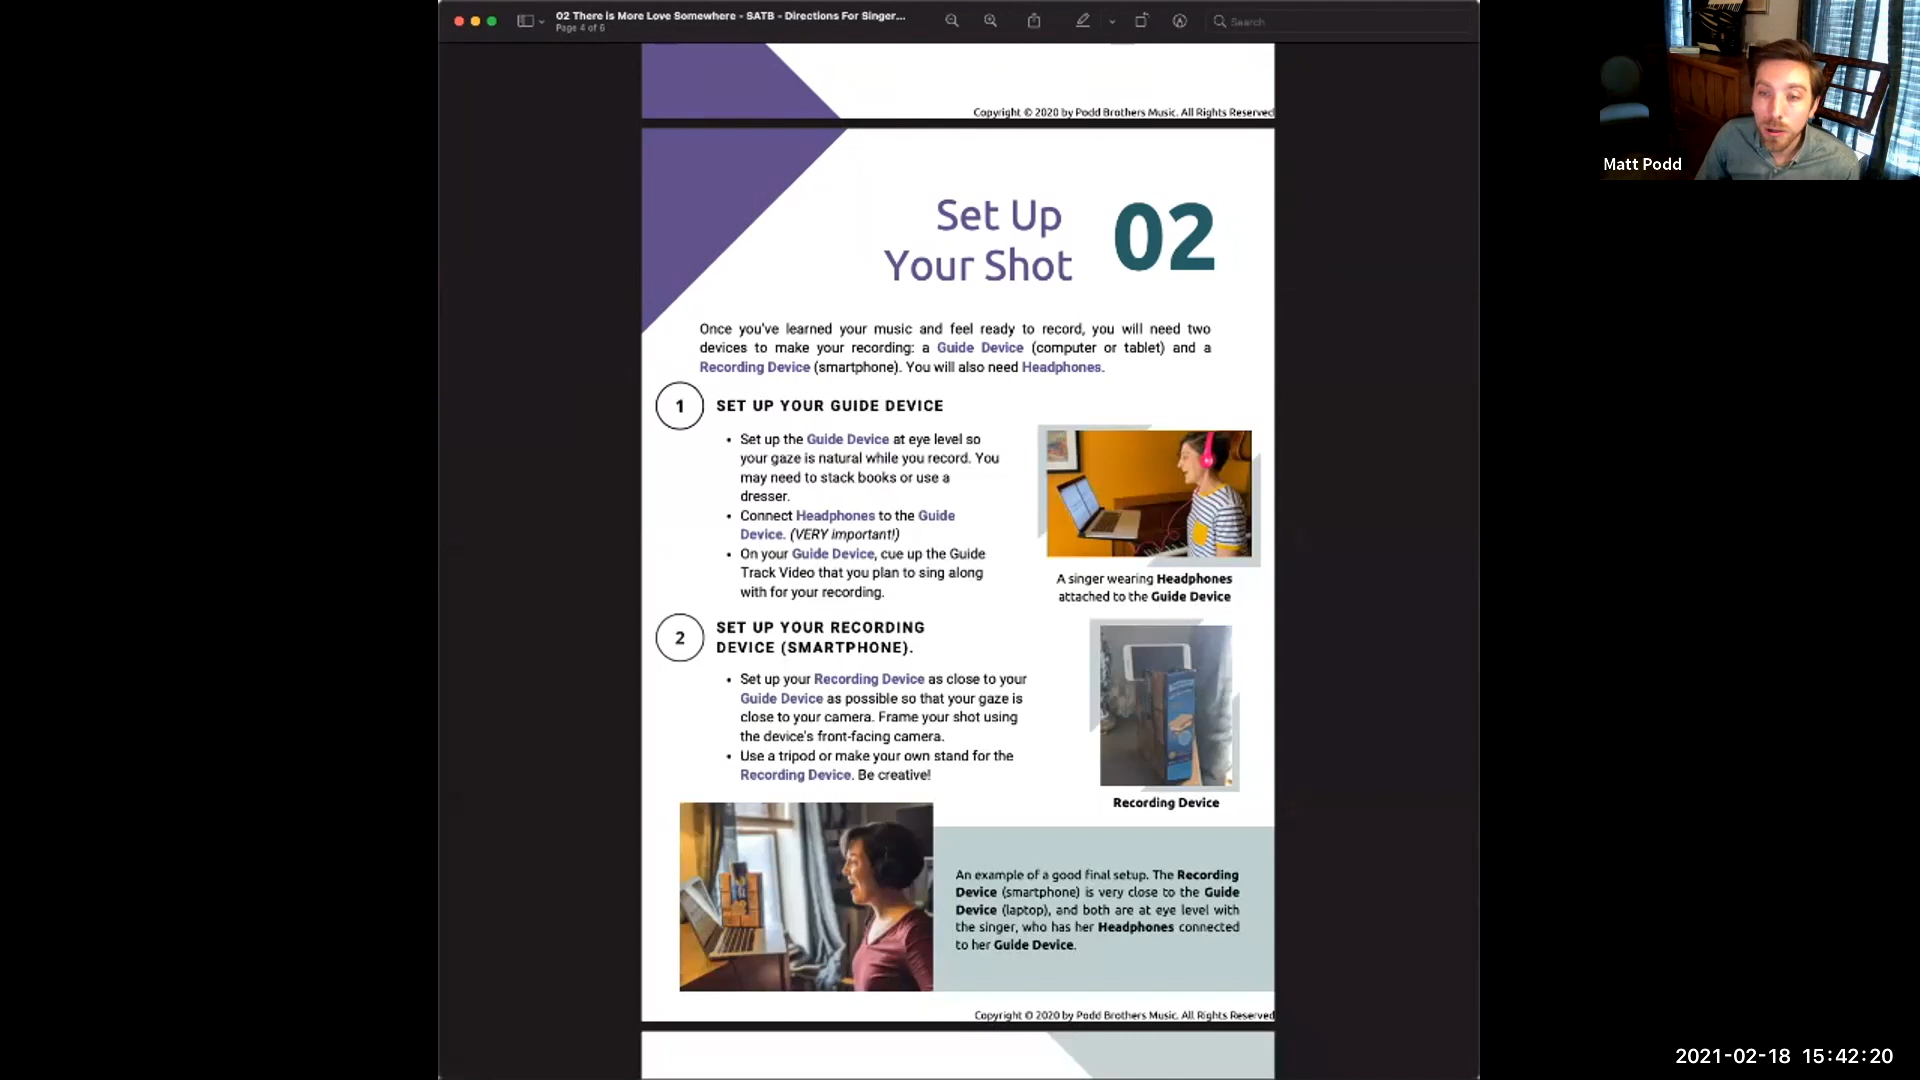 02 There is More Love Somewhere - SATB - Directions For Singer...
Page 4 of 6
Search
Matt Podd
Copyright © 2020 by Podd Brothers Music. All Rights Reserved
Set Up
Your Shot
02
Once you've learned your music and feel ready to record, you will need two
devices to make your recording: a Guide Device (computer or tablet) and a
Recording Device (smartphone). You will also need Headphones.
1
SET UP YOUR GUIDE DEVICE
• Set up the Guide Device at eye level so
your gaze is natural while you record. You
may need to stack books or use a
dresser.
• Connect Headphones to the Guide
Device. (VERY important!)
• On your Guide Device, cue up the Guide
Track Video that you plan to sing along
with for your recording.
A singer wearing Headphones
attached to the Guide Device
2
SET UP YOUR RECORDING
DEVICE (SMARTPHONE).
• Set up your Recording Device as close to your
Guide Device as possible so that your gaze is
close to your camera. Frame your shot using
the device's front-facing camera.
• Use a tripod or make your own stand for the
Recording Device. Be creative!
Recording Device
An example of a good final setup. The Recording
Device (smartphone) is very close to the Guide
Device (laptop), and both are at eye level with
the singer, who has her Headphones connected
to her Guide Device.
Copyright © 2020 by Podd Brothers Music. All Rights Reserved
2021-02-18 15:42:20